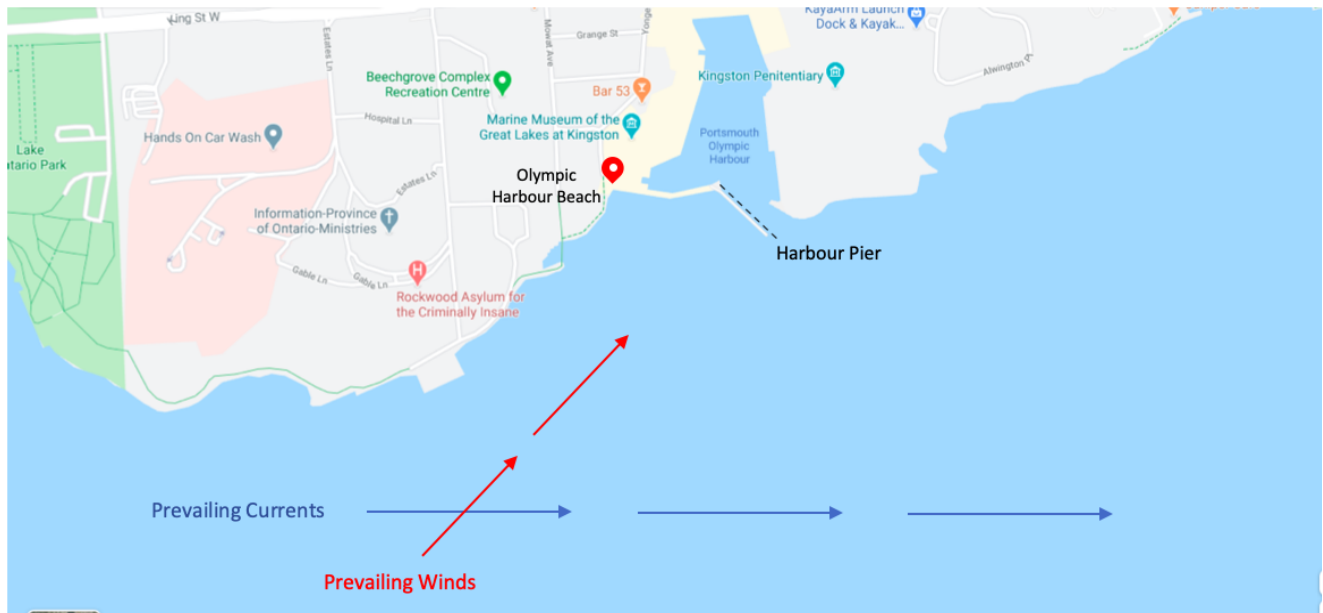 King St W
Estates Ln
Mowat Ave
Grange St
Yonge
KayaArm Launch
Dock & Kayak...
Alwington Pl
Beechgrove Complex
Recreation Centre
Bar 53
Kingston Penitentiary
Hospital Ln
Marine Museum of the
Great Lakes at Kingston
Hands On Car Wash
Portsmouth
Olympic
Harbour
Lake
ntario Park
Olympic
Harbour Beach
Estates Ln
Information-Province
of Ontario-Ministries
Harbour Pier
Gable Ln
Gable Ln
Rockwood Asylum for
the Criminally Insane
Prevailing Currents
Prevailing Winds